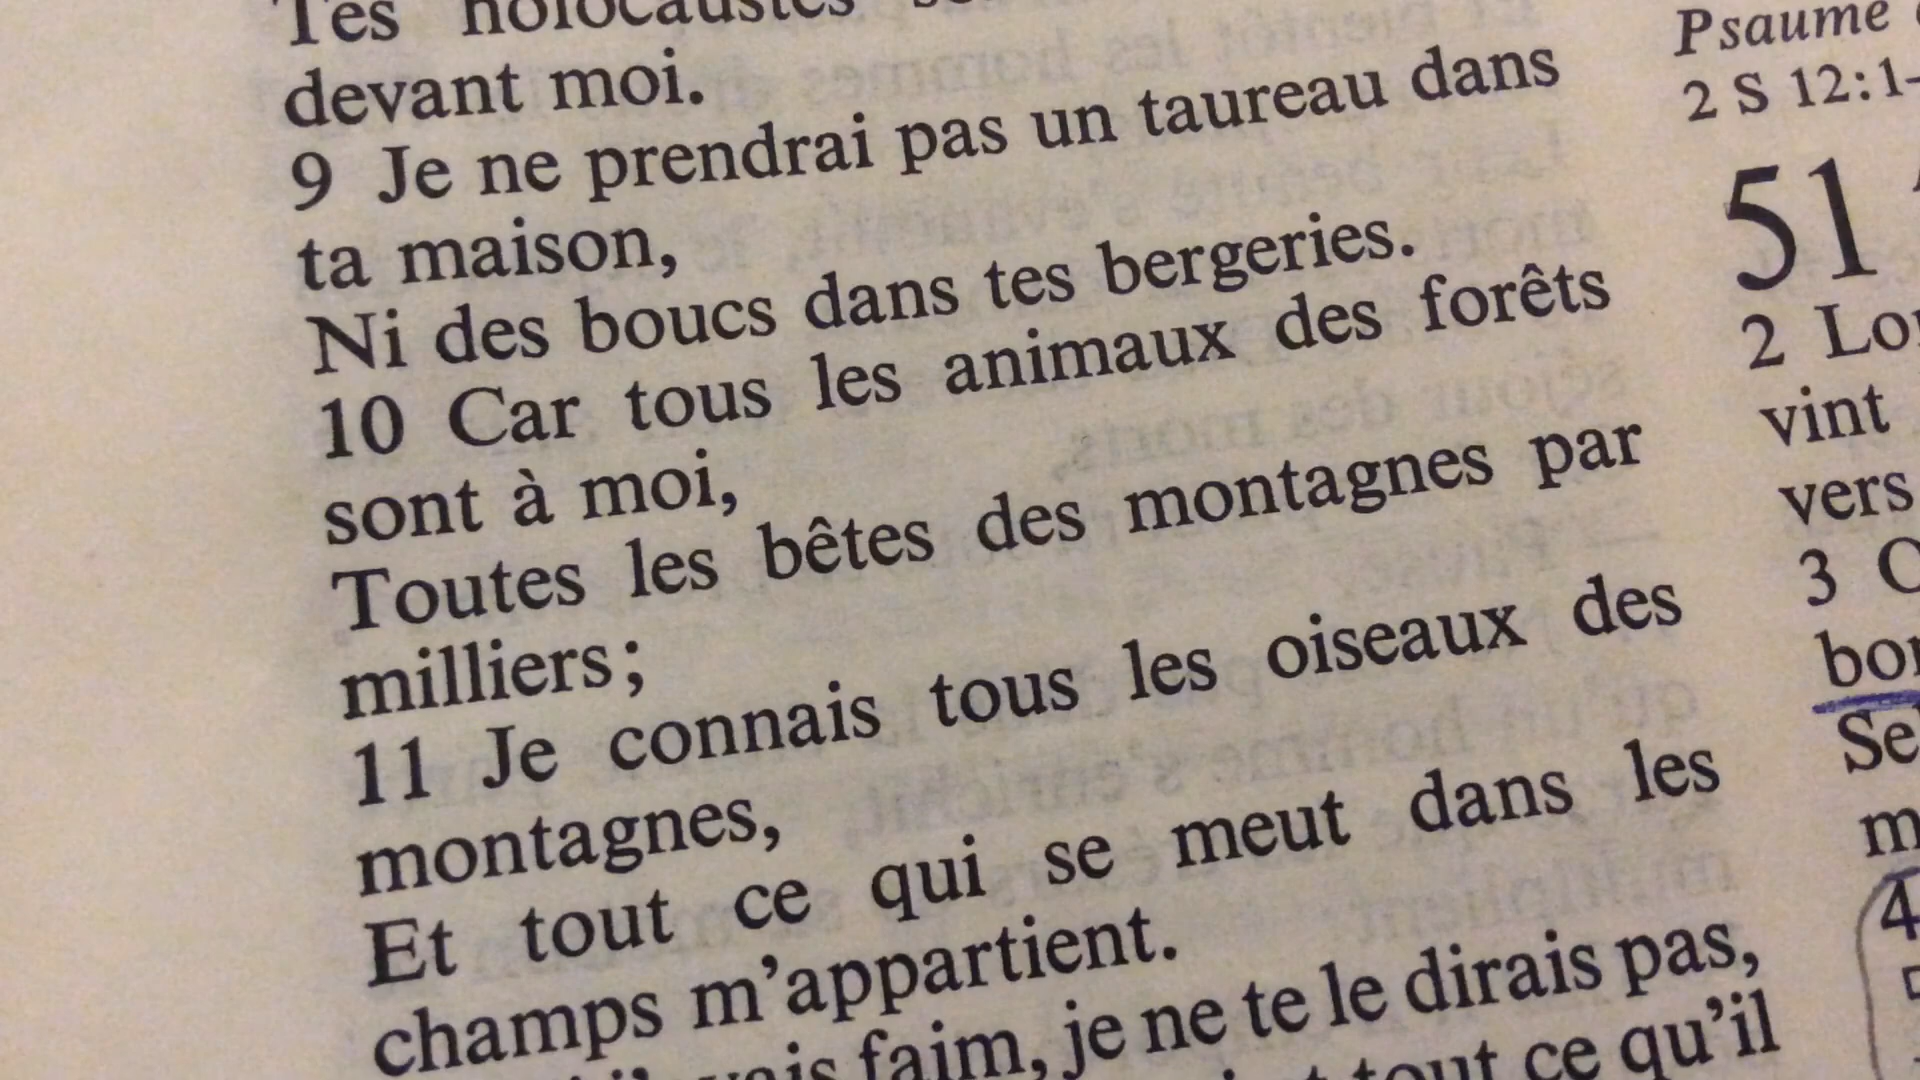 Tes holocaustes
devant moi.
9 Je ne prendrai pas un taureau dans
ta maison,
Ni des boucs dans tes bergeries.
10 Car tous les animaux des forêts
sont à moi,
Toutes les bêtes des montagnes par
milliers;
11 Je connais tous les oiseaux des
montagnes,
Et tout ce qui se meut dans les
champs m'appartient.
faim, je ne te le dirais pas,
tout ce qu'il
Psaume
2 S 12:1-
51
2
vint
vers
3
4